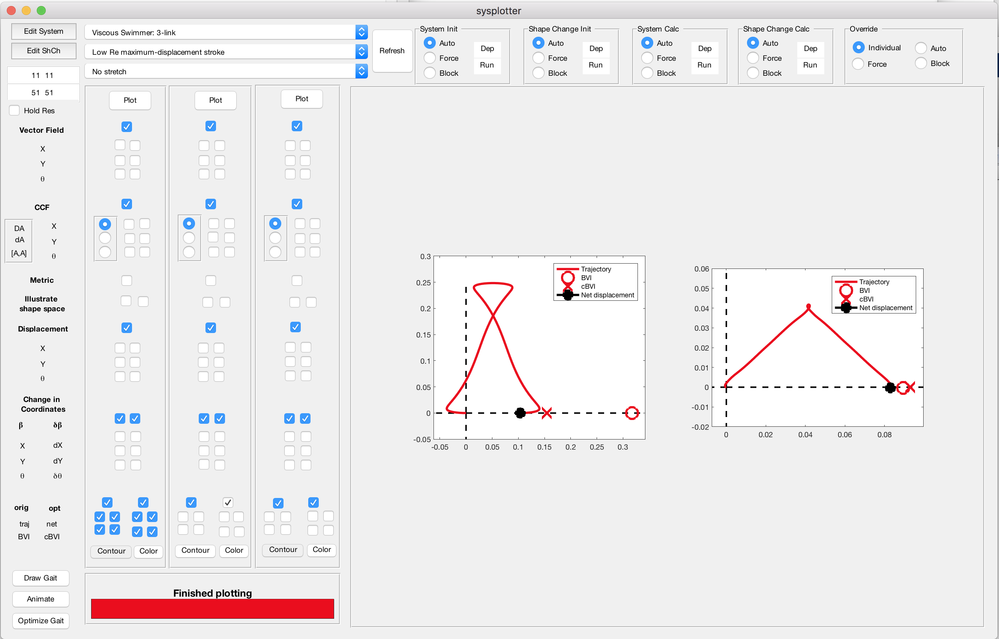 sysplotter
Edit System
Edit ShCh
Viscous Swimmer: 3-link
Low Re maximum-displacement stroke
No stretch
Refresh
System Init
Auto
Force
Block
Dep
Run
Shape Change Init
Auto
Force
Block
Dep
Run
System Calc
Auto
Force
Block
Dep
Run
Shape Change Calc
Auto
Force
Block
Dep
Run
Override
Individual
Auto
Force
Block
11 11
51 51
Hold Res
Plot
Plot
Plot
Vector Field
X
Y
θ
CCF
DA
dA
[A,A]
X
Y
θ
Metric
Illustrate
shape space
Displacement
X
Y
θ
Change in
Coordinates
β δβ
X dX
Y dY
θ δθ
orig opt
traj net
BVI cBVI
Contour Color
Contour Color
Contour Color
Draw Gait
Animate
Optimize Gait
Finished plotting
0.3
0.25
0.2
0.15
0.1
0.05
0
-0.05
-0.05 0 0.05 0.1 0.15 0.2 0.25 0.3
Trajectory
BVI
cBVI
Net displacement
0.06
0.05
0.04
0.03
0.02
0.01
0
-0.01
-0.02
0 0.02 0.04 0.06 0.08
Trajectory
BVI
cBVI
Net displacement